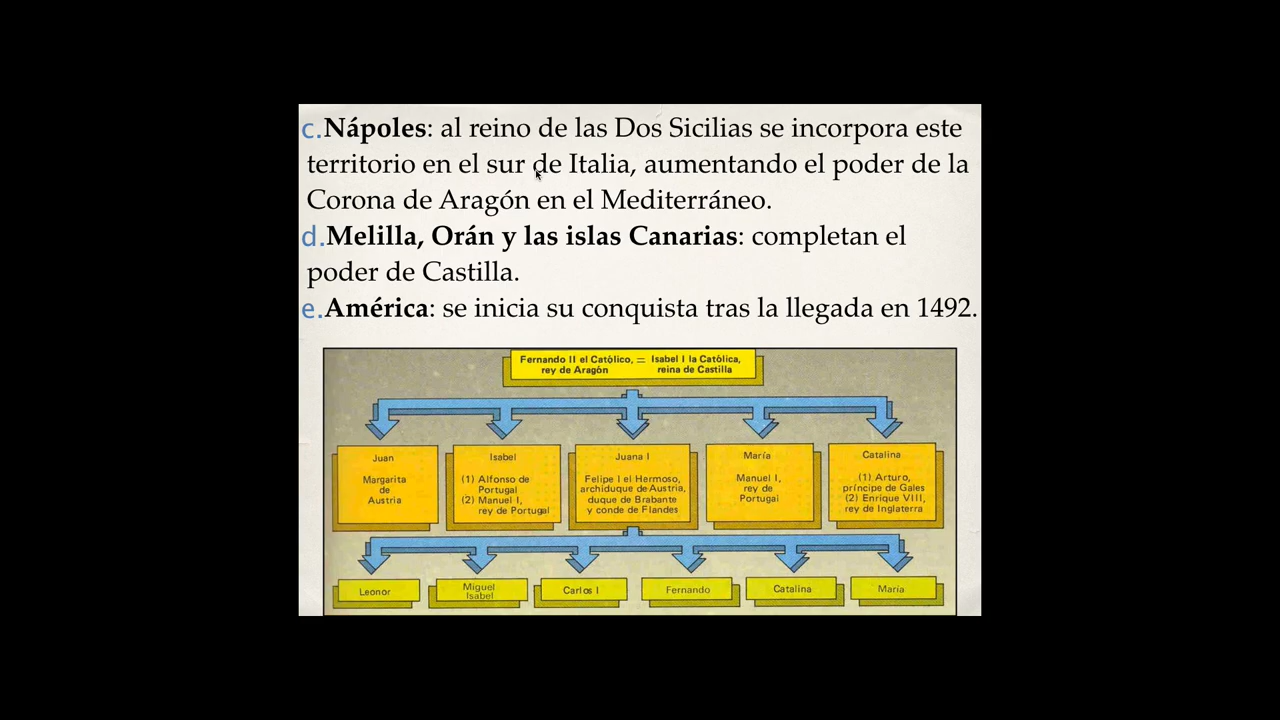 c.Nápoles: al reino de las Dos Sicilias se incorpora este
territorio en el sur de Italia, aumentando el poder de la
Corona de Aragón en el Mediterráneo.
d.Melilla, Orán y las islas Canarias: completan el
poder de Castilla.
e.América: se inicia su conquista tras la llegada en 1492.
Fernando II el Católico, = Isabel I la Católica,
rey de Aragón reina de Castilla
Juan
Margarita
de
Austria
Isabel
(1) Alfonso de
Portugal
(2) Manuel I,
rey de Portugal
Juana I
Felipe I el Hermoso,
archiduque de Austria,
duque de Brabante
y conde de Flandes
María
Manuel I,
rey de
Portugal
Catalina
(1) Arturo,
príncipe de Gales
(2) Enrique VIII,
rey de Inglaterra
Leonor
Miguel
Isabel
Carlos I
Fernando
Catalina
María